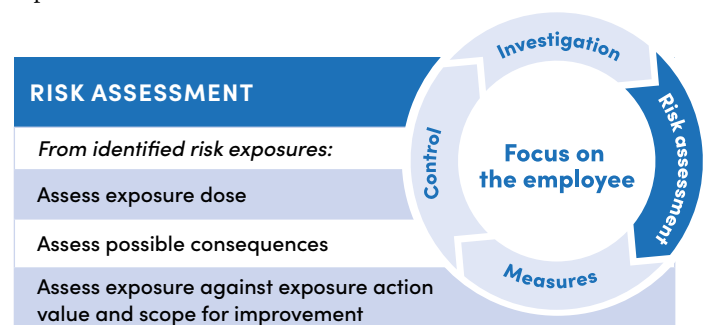 RISK ASSESSMENT
From identified risk exposures:
Assess exposure dose
Assess possible consequences
Assess exposure against exposure action
value and scope for improvement
Investigation
Risk assessment
Measures
Control
Focus on
the employee